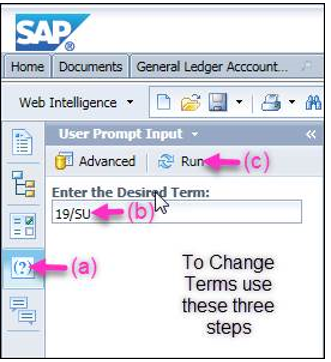 SAP
Home Documents General Ledger Acccount...
Web Intelligence
User Prompt Input «
Advanced Run (c)
Enter the Desired Term:
19/SU (b)
(?) (a)
To Change
Terms use
these three
steps